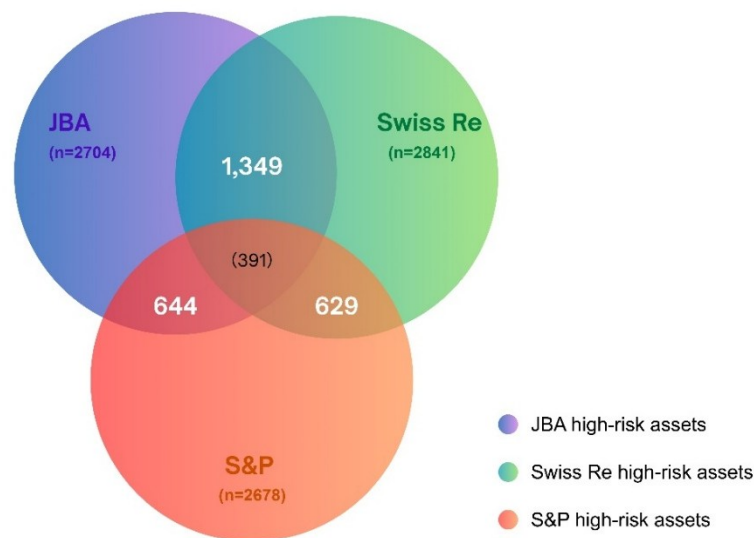 JBA
(n=2704)
Swiss Re
(n=2841)
1,349
(391)
644
629
S&P
(n=2678)
JBA high-risk assets
Swiss Re high-risk assets
S&P high-risk assets